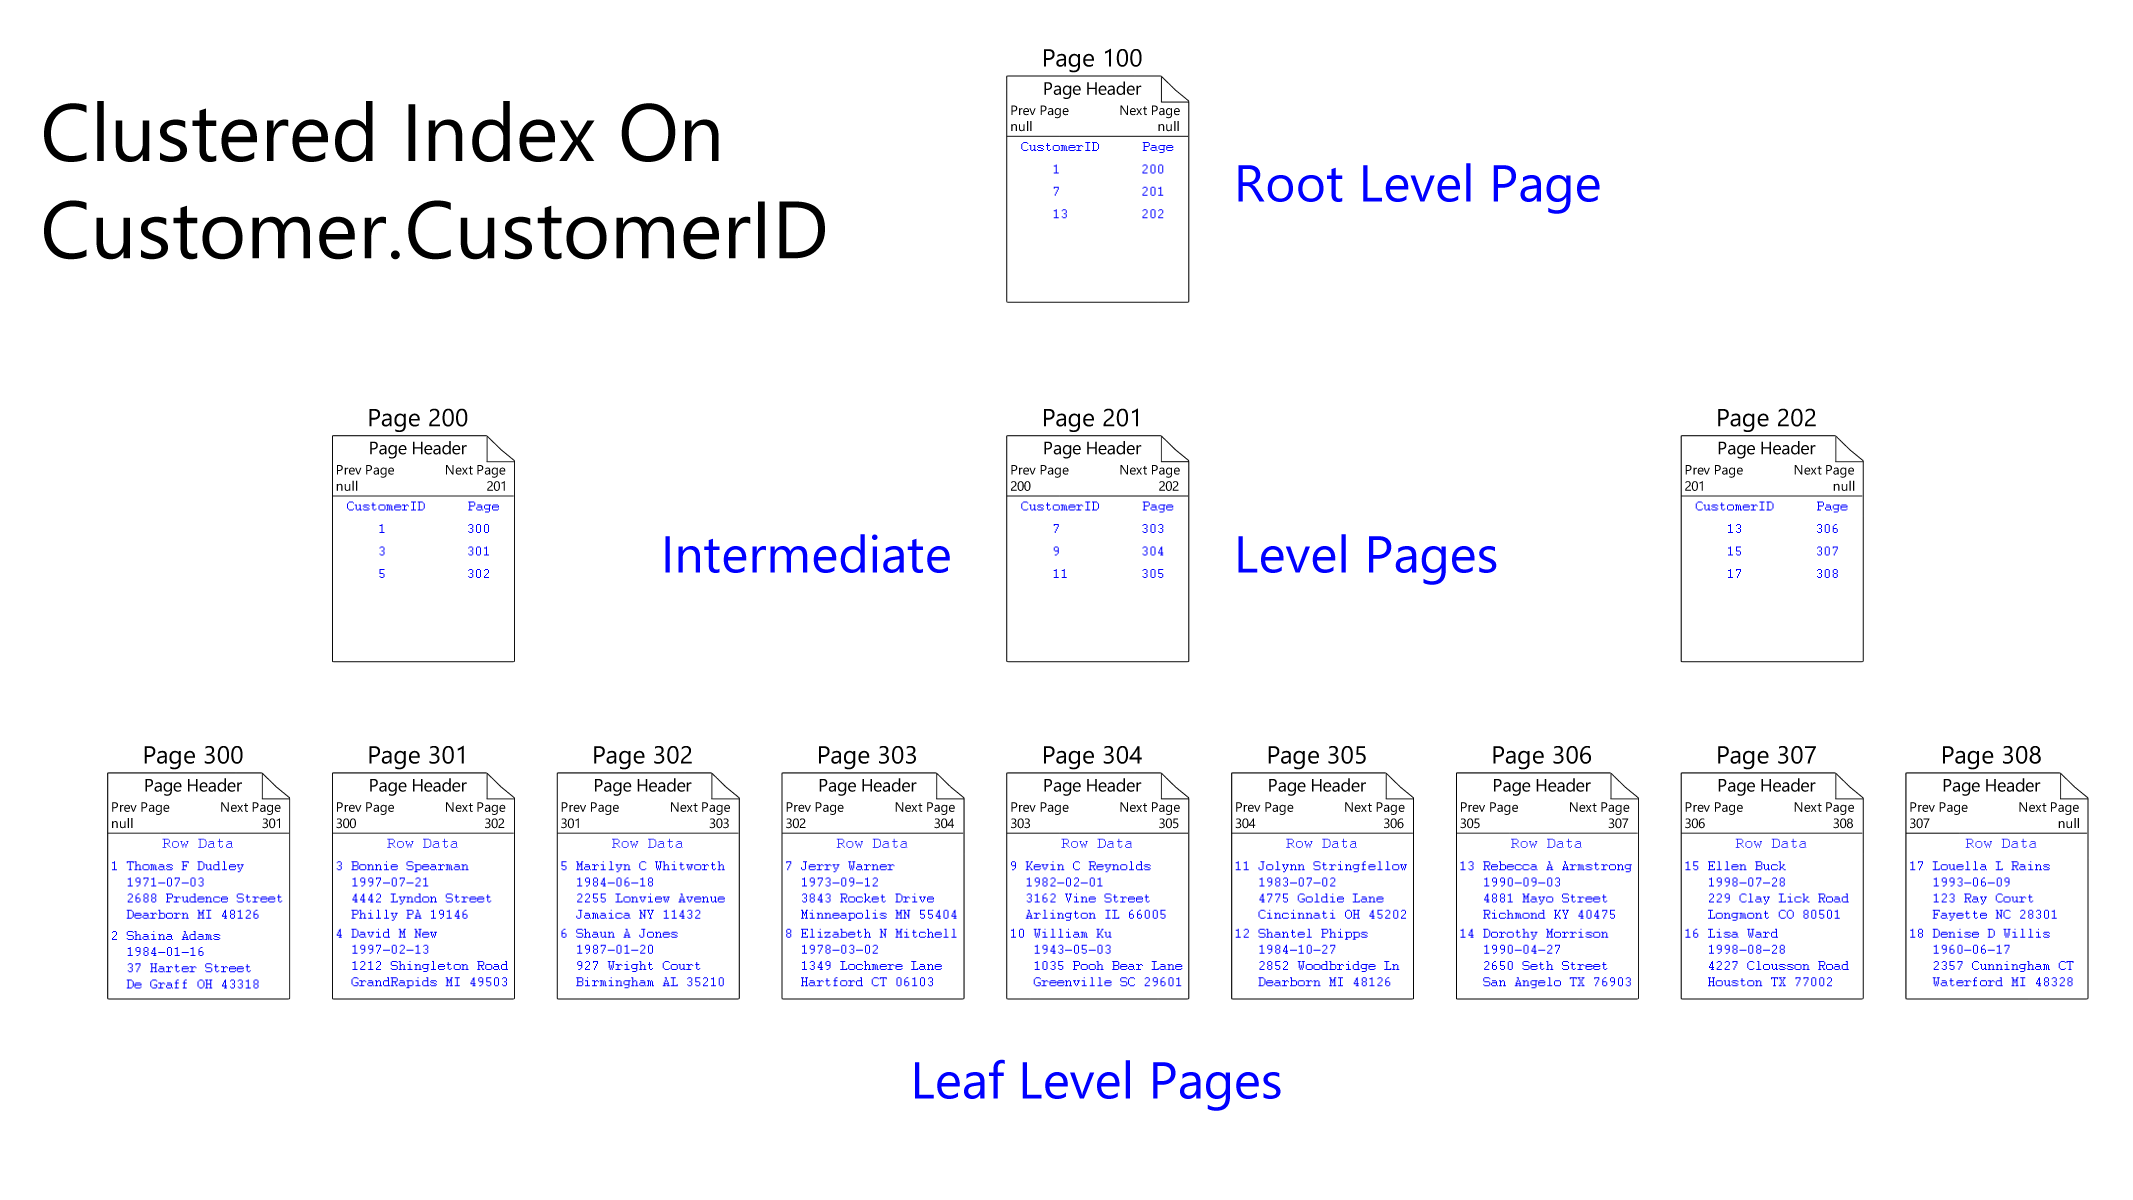 Clustered Index On
Customer.CustomerID
Page 100
Page Header
Prev Page Next Page
null null
CustomerID Page
1 200
7 201
13 202
Root Level Page
Page 200
Page Header
Prev Page Next Page
null 201
CustomerID Page
1 300
3 301
5 302
Intermediate
Page 201
Page Header
Prev Page Next Page
200 202
CustomerID Page
7 303
9 304
11 305
Level Pages
Page 202
Page Header
Prev Page Next Page
201 null
CustomerID Page
13 306
15 307
17 308
Page 300
Page Header
Prev Page Next Page
null 301
Row Data
1 Thomas F Dudley
1971-07-03
2688 Prudence Street
Dearborn MI 48126
2 Shaina Adams
1984-01-16
37 Harter Street
De Graff OH 43318
Page 301
Page Header
Prev Page Next Page
300 302
Row Data
3 Bonnie Spearman
1997-07-21
4442 Lyndon Street
Philly PA 19146
4 David M New
1997-02-13
1212 Shingleton Road
GrandRapids MI 49503
Page 302
Page Header
Prev Page Next Page
301 303
Row Data
5 Marilyn C Whitworth
1984-06-18
2255 Lonview Avenue
Jamaica NY 11432
6 Shaun A Jones
1987-01-20
927 Wright Court
Birmingham AL 35210
Page 303
Page Header
Prev Page Next Page
302 304
Row Data
7 Jerry Warner
1973-09-12
3843 Rocket Drive
Minneapolis MN 55404
8 Elizabeth N Mitchell
1978-03-02
1349 Lochmere Lane
Hartford CT 06103
Page 304
Page Header
Prev Page Next Page
303 305
Row Data
9 Kevin C Reynolds
1982-02-01
3162 Vine Street
Arlington IL 66005
10 William Ku
1943-05-03
1035 Pooh Bear Lane
Greenville SC 29601
Page 305
Page Header
Prev Page Next Page
304 306
Row Data
11 Jolynn Stringfellow
1983-07-02
4775 Goldie Lane
Cincinnati OH 45202
12 Shantel Phipps
1984-10-27
2852 Woodbridge Ln
Dearborn MI 48126
Page 306
Page Header
Prev Page Next Page
305 307
Row Data
13 Rebecca A Armstrong
1990-09-03
4881 Mayo Street
Richmond KY 40475
14 Dorothy Morrison
1990-04-27
2650 Seth Street
San Angelo TX 76903
Page 307
Page Header
Prev Page Next Page
306 308
Row Data
15 Ellen Buck
1998-07-28
229 Clay Lick Road
Longmont CO 80501
16 Lisa Ward
1998-08-28
4227 Clousson Road
Houston TX 77002
Page 308
Page Header
Prev Page Next Page
307 null
Row Data
17 Louella L Rains
1993-06-09
123 Ray Court
Fayette NC 28301
18 Denise D Willis
1960-06-17
2357 Cunningham CT
Waterford MI 48328
Leaf Level Pages